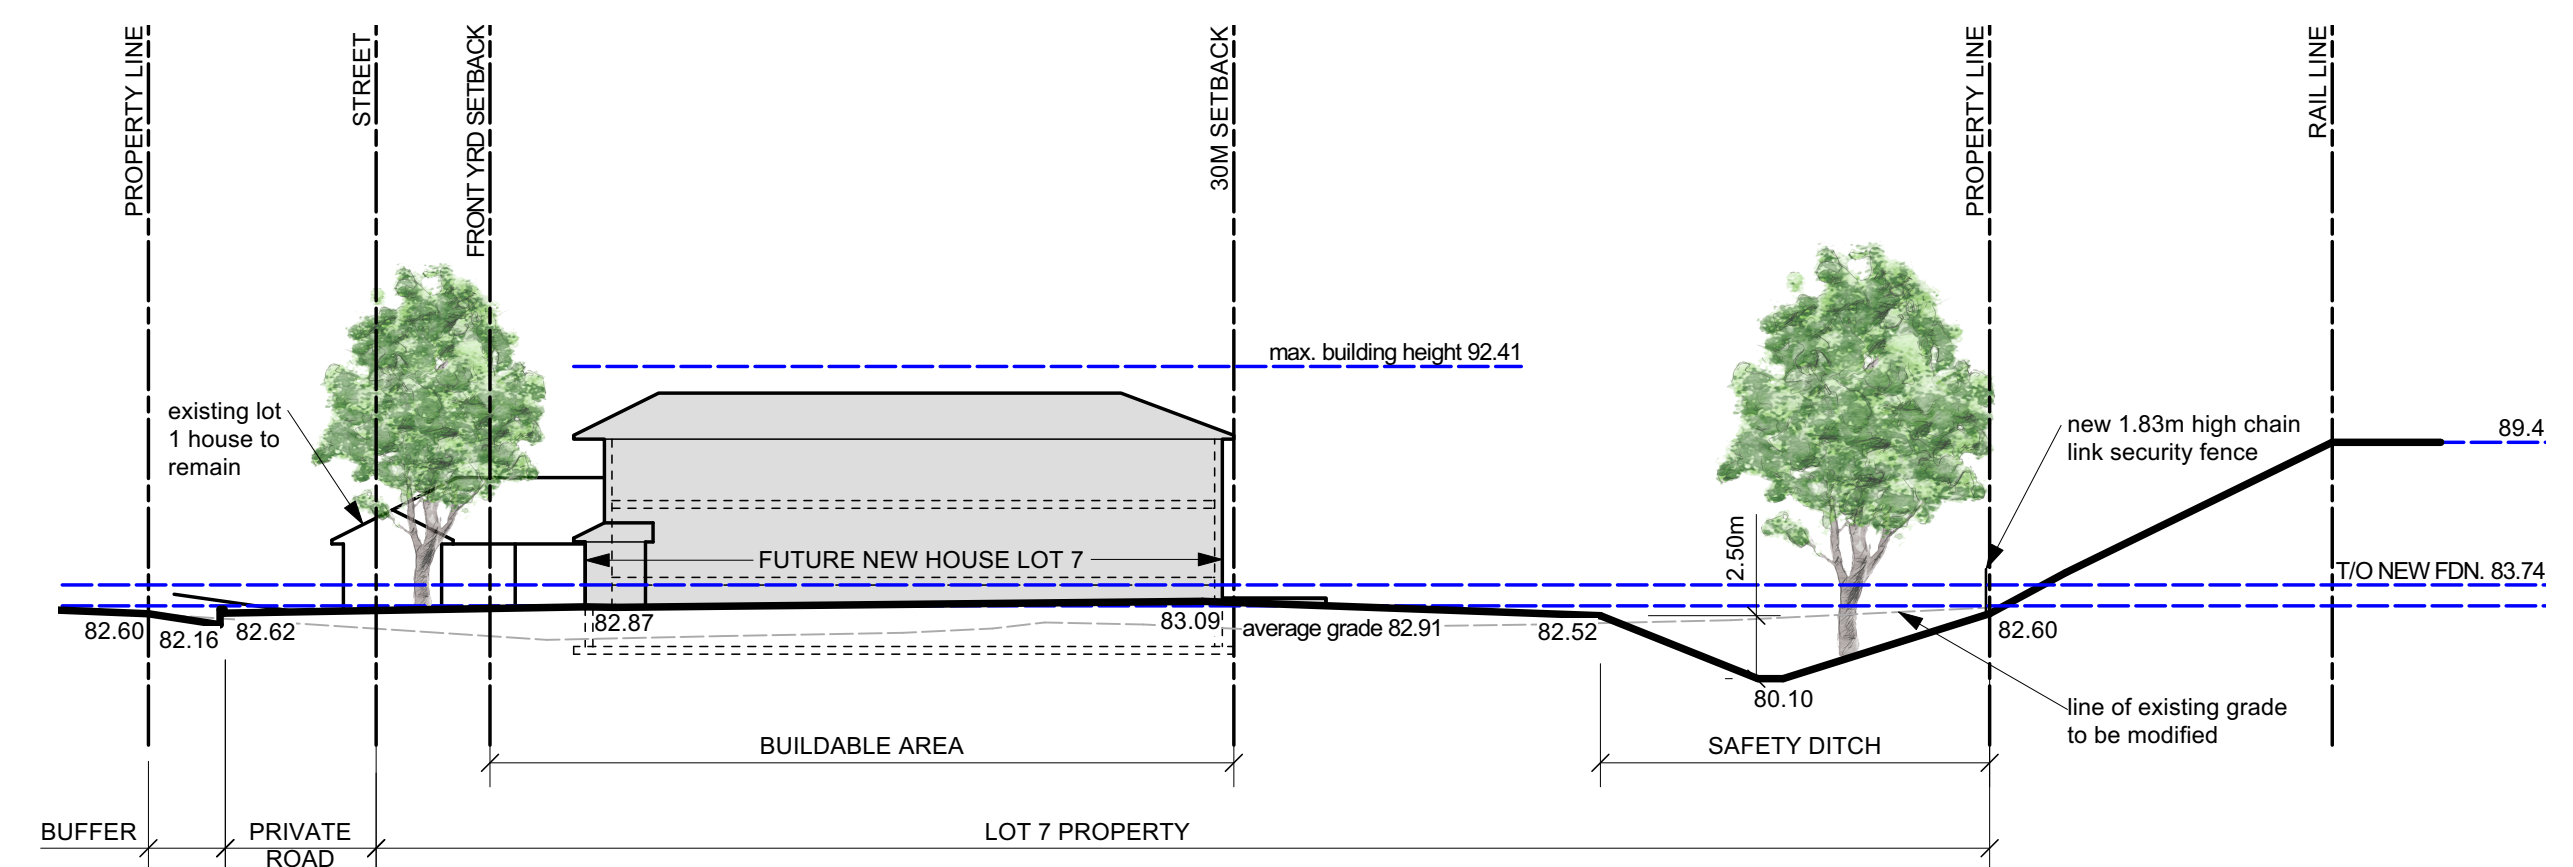 PROPERTY LINE
STREET
FRONT YRD SETBACK
30M SETBACK
PROPERTY LINE
RAIL LINE
max. building height 92.41
existing lot
1 house to
remain
new 1.83m high chain
link security fence
89.4
2.50m
FUTURE NEW HOUSE LOT 7
T/O NEW FDN. 83.74
82.60
82.16
82.62
82.87
83.09
average grade 82.91
82.52
82.60
80.10
line of existing grade
to be modified
BUILDABLE AREA
SAFETY DITCH
BUFFER
PRIVATE
ROAD
LOT 7 PROPERTY